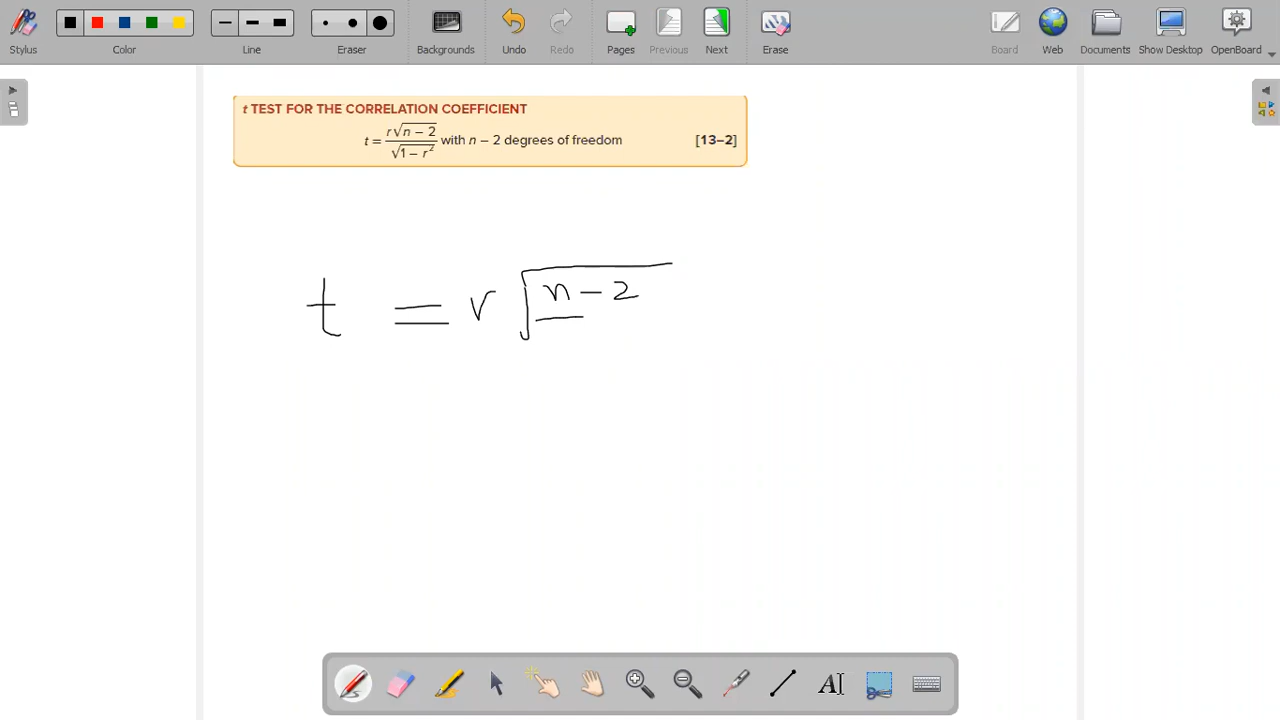 Stylus Color Line Eraser Backgrounds Undo Redo Pages Previous Next Erase Board Web Documents Show Desktop OpenBoard
t TEST FOR THE CORRELATION COEFFICIENT
t = r√(n − 2) / √(1 − r²) with n − 2 degrees of freedom [13–2]
t = r √(n − 2)
AI